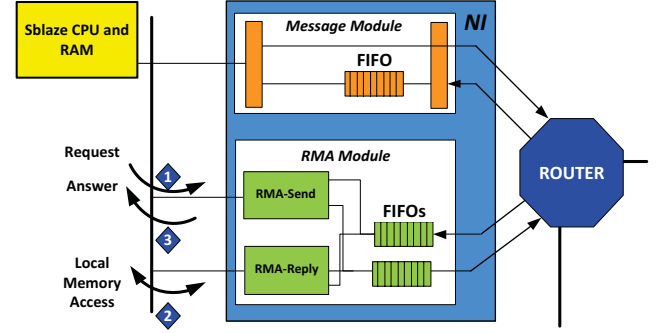 Sblaze CPU and
RAM
Message Module
NI
FIFO
Request
Answer
1
3
RMA Module
RMA-Send
FIFOs
RMA-Reply
ROUTER
Local
Memory
Access
2